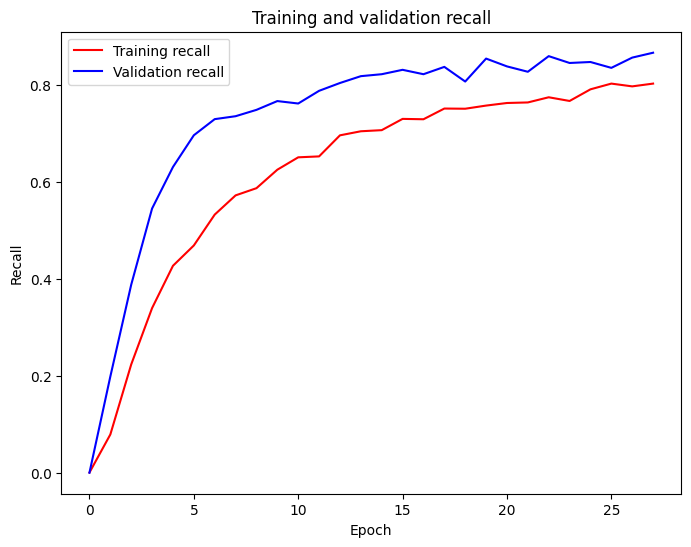 Training and validation recall
Training recall
Validation recall
Recall
0.8
0.6
0.4
0.2
0.0
0
5
10
15
20
25
Epoch